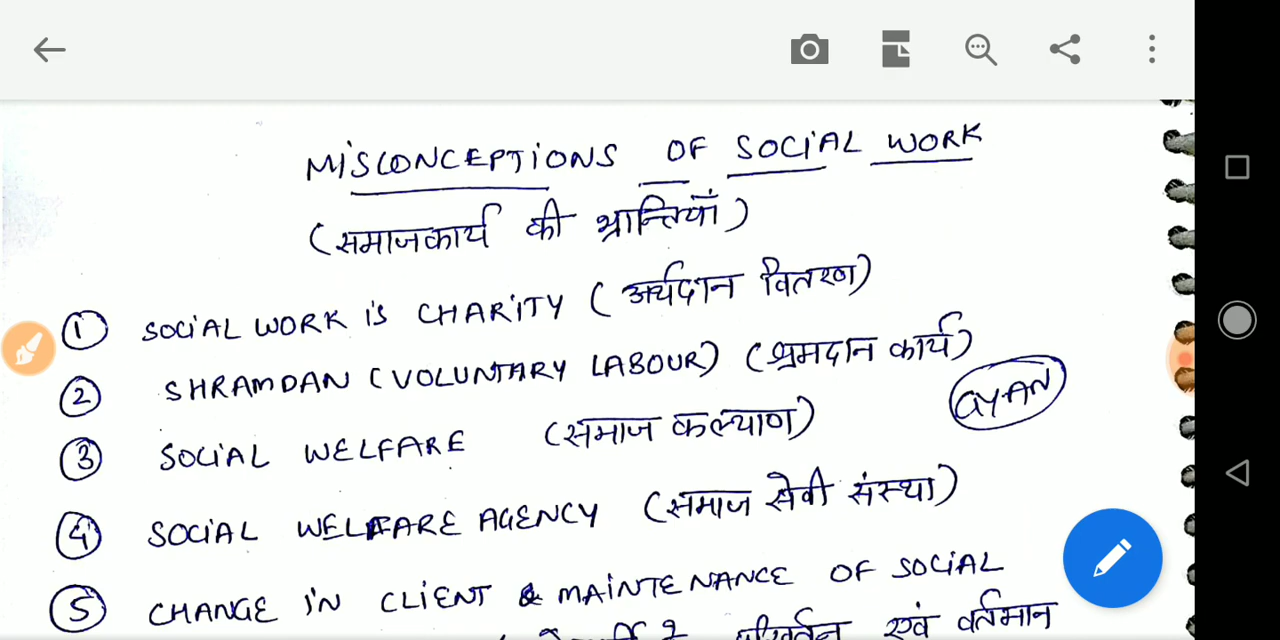 MISCONCEPTIONS OF SOCIAL WORK
(समाजकार्य की भ्रान्तियाँ)
① SOCIAL WORK is CHARITY (अर्थदान वितरण)
② SHRAMDAN (VOLUNTARY LABOUR) (श्रमदान कार्य)
GYAN
③ SOCIAL WELFARE (समाज कल्याण)
④ SOCIAL WELFARE AGENCY (समाज सेवी संस्था)
⑤ CHANGE IN CLIENT & MAINTENANCE OF SOCIAL
परिवर्तन एवं वर्तमान